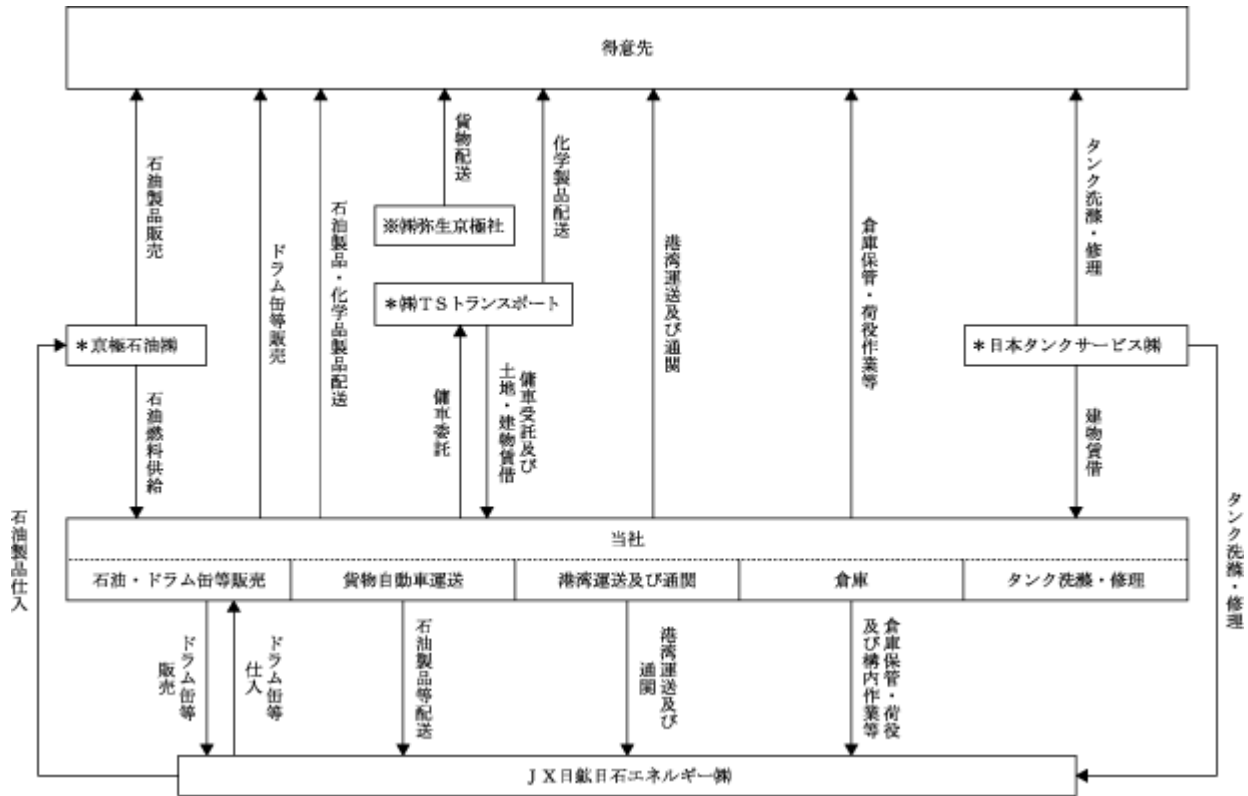 得意先
石油製品販売
ドラム缶等販売
石油製品・化学品製品配送
貨物配送
化学製品配送
港湾運送及び通関
倉庫保管・荷役作業等
タンク洗滌・修理
※㈱弥生京極社
*㈱TSトランスポート
*京極石油㈱
*日本タンクサービス㈱
石油燃料供給
傭車委託
傭車受託及び
土地・建物賃借
建物賃借
石油製品仕入
タンク洗滌・修理
当社
石油・ドラム缶等販売
貨物自動車運送
港湾運送及び通関
倉庫
タンク洗滌・修理
ドラム缶等
販売
ドラム缶等
仕入
石油製品等配送
港湾運送及び
通関
倉庫保管・荷役
及び構内作業等
JX日鉱日石エネルギー㈱